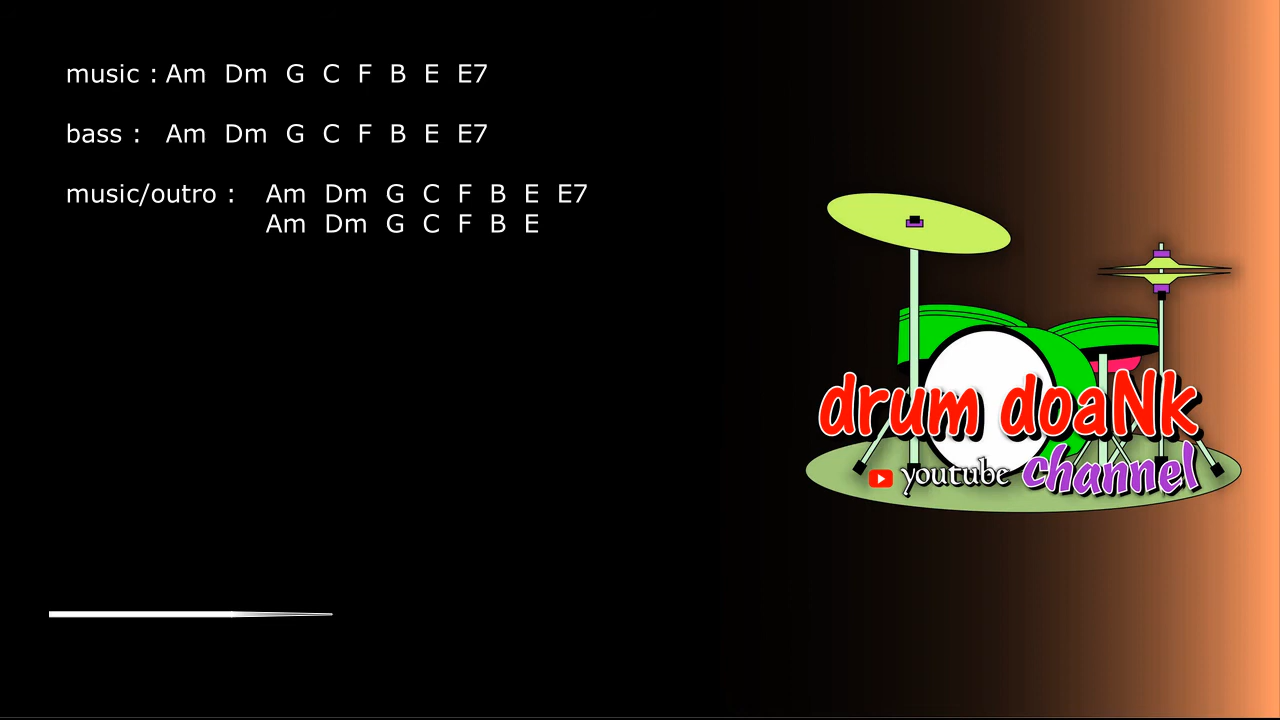 music : Am Dm G C F B E E7
bass : Am Dm G C F B E E7
music/outro : Am Dm G C F B E E7
Am Dm G C F B E
drum doaNk
youtube channel